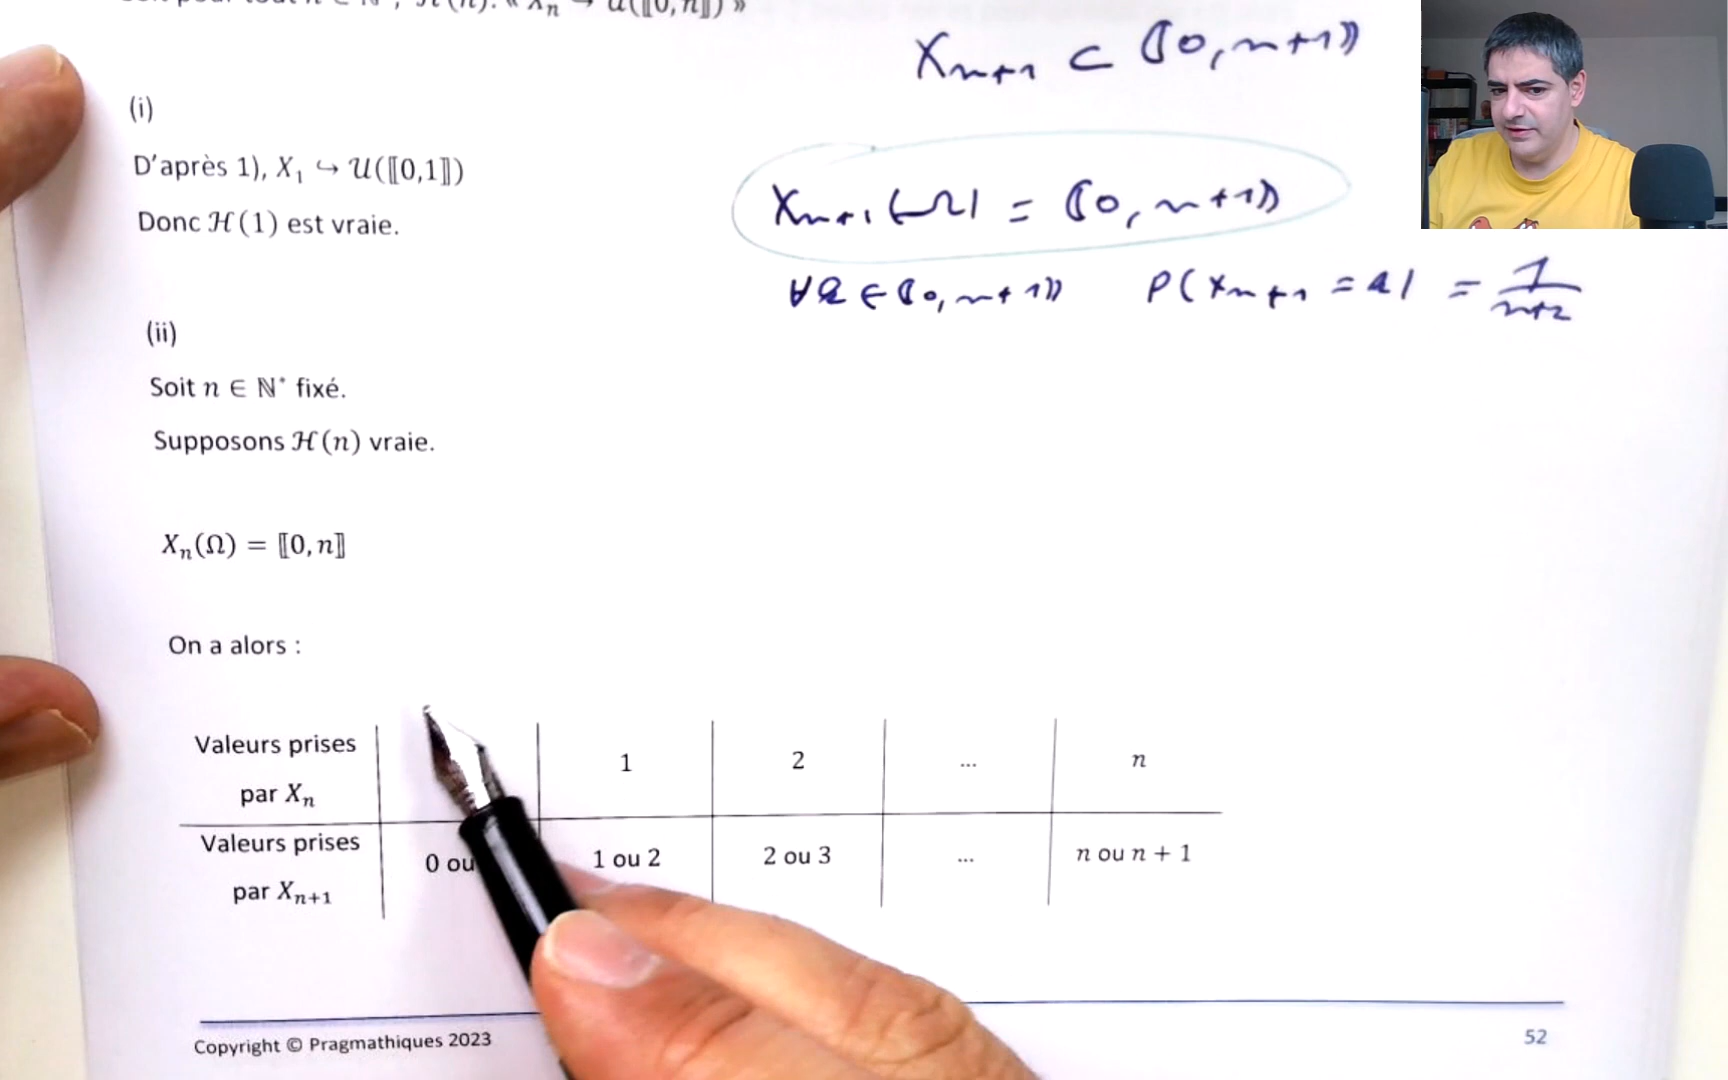 (i)
D'après 1), X₁ ↪ 𝒰(⟦0,1⟧)
Donc ℋ(1) est vraie.
(ii)
Soit n ∈ ℕ* fixé.
Supposons ℋ(n) vraie.
Xₙ(Ω) = ⟦0, n⟧
On a alors :
Valeurs prises par Xₙ | 1 | 2 | ... | n
Valeurs prises par Xₙ₊₁ | 0 ou | 1 ou 2 | 2 ou 3 | ... | n ou n + 1
Copyright © Pragmathiques 2023
52
Xₙ₊₁ ⊂ ⟦0, n+1⟧
Xₙ₊₁(Ω) = ⟦0, n+1⟧
∀k ∈ ⟦0, n+1⟧ P(Xₙ₊₁ = k) = 1/(n+2)